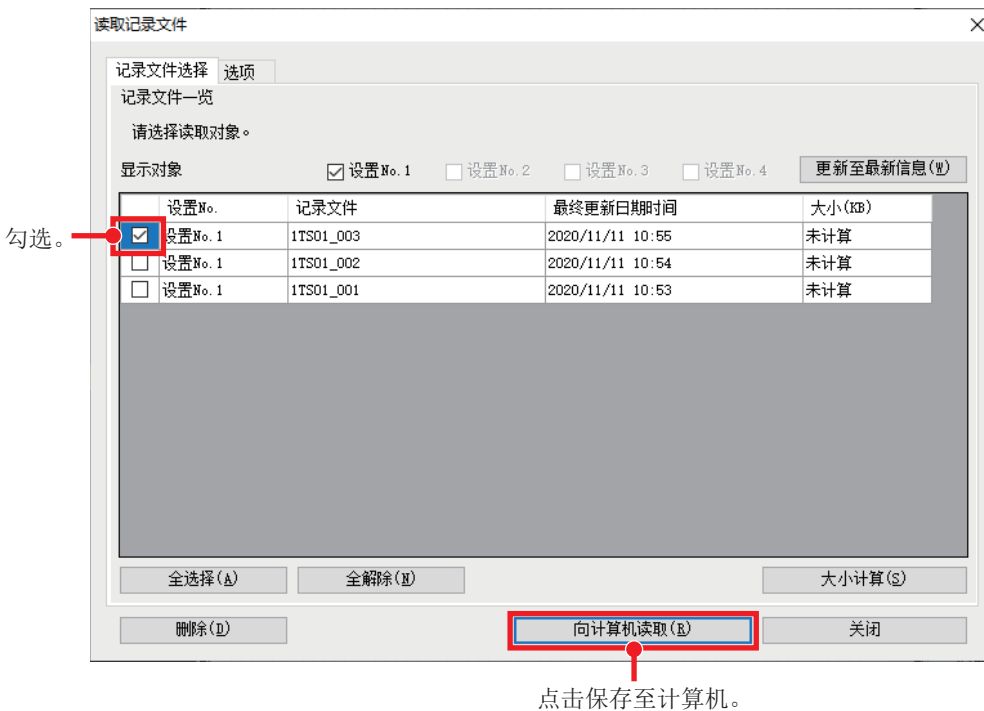 读取记录文件
记录文件选择 选项
记录文件一览
请选择读取对象。
显示对象 设置No.1 设置No.2 设置No.3 设置No.4 更新至最新信息(W)
设置No. 记录文件 最终更新日期时间 大小(KB)
勾选。 设置No.1 1TS01_003 2020/11/11 10:55 未计算
设置No.1 1TS01_002 2020/11/11 10:54 未计算
设置No.1 1TS01_001 2020/11/11 10:53 未计算
全选择(A) 全解除(N) 大小计算(S)
删除(D) 向计算机读取(R) 关闭
点击保存至计算机。